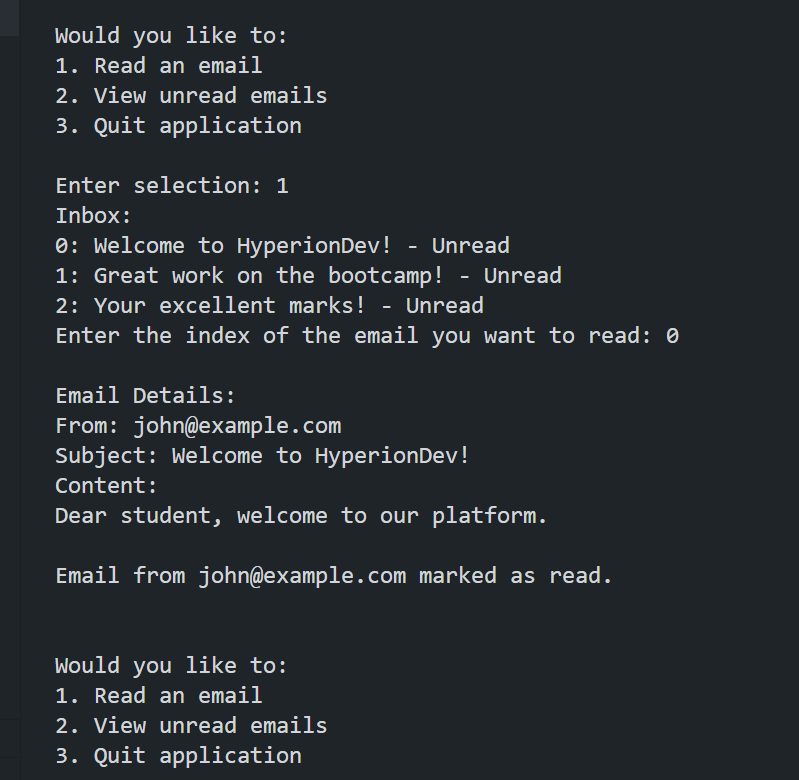 Would you like to:
1. Read an email
2. View unread emails
3. Quit application
Enter selection: 1
Inbox:
0: Welcome to HyperionDev! - Unread
1: Great work on the bootcamp! - Unread
2: Your excellent marks! - Unread
Enter the index of the email you want to read: 0
Email Details:
From: john@example.com
Subject: Welcome to HyperionDev!
Content:
Dear student, welcome to our platform.
Email from john@example.com marked as read.
Would you like to:
1. Read an email
2. View unread emails
3. Quit application